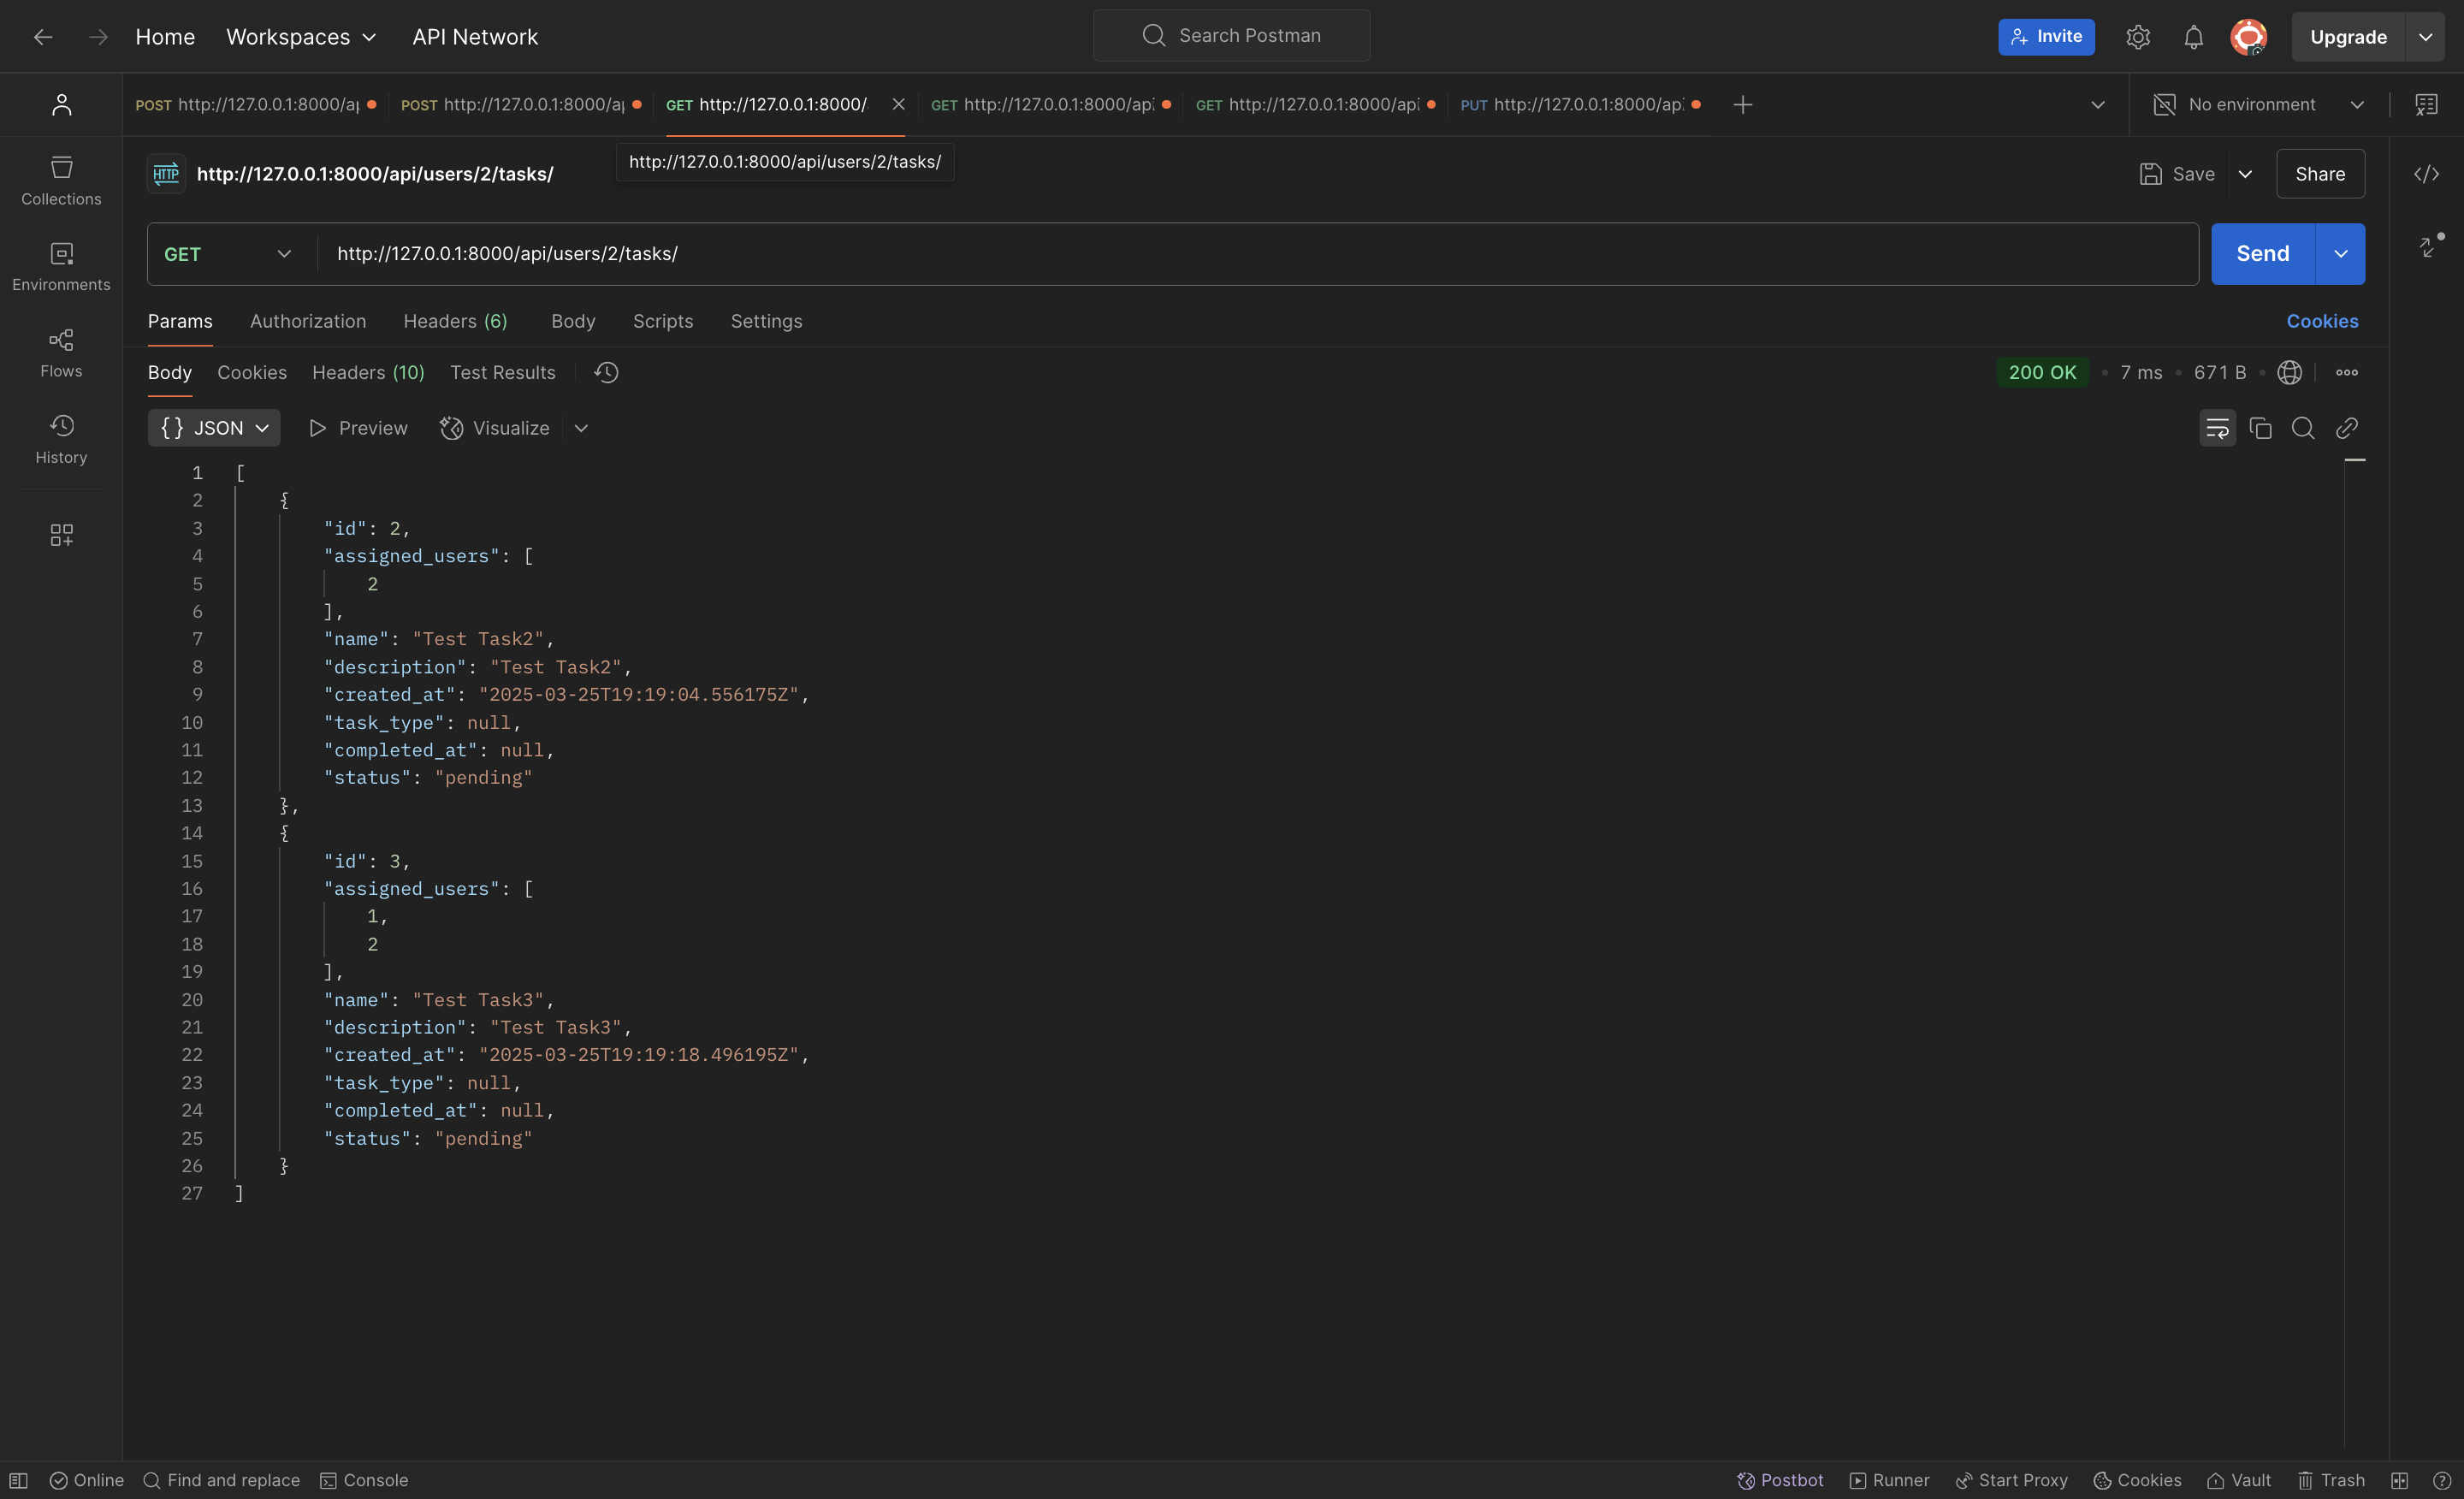 Home Workspaces API Network Search Postman Invite Upgrade
POST http://127.0.0.1:8000/a POST http://127.0.0.1:8000/a GET http://127.0.0.1:8000/ GET http://127.0.0.1:8000/api GET http://127.0.0.1:8000/api PUT http://127.0.0.1:8000/ap No environment
http://127.0.0.1:8000/api/users/2/tasks/
HTTP http://127.0.0.1:8000/api/users/2/tasks/ Save Share
Collections
GET http://127.0.0.1:8000/api/users/2/tasks/ Send
Environments
Params Authorization Headers (6) Body Scripts Settings Cookies
Flows
Body Cookies Headers (10) Test Results 200 OK • 7 ms • 671 B
{} JSON Preview Visualize
History
1 [
2 {
3 "id": 2,
4 "assigned_users": [
5 2
6 ],
7 "name": "Test Task2",
8 "description": "Test Task2",
9 "created_at": "2025-03-25T19:19:04.556175Z",
10 "task_type": null,
11 "completed_at": null,
12 "status": "pending"
13 },
14 {
15 "id": 3,
16 "assigned_users": [
17 1,
18 2
19 ],
20 "name": "Test Task3",
21 "description": "Test Task3",
22 "created_at": "2025-03-25T19:19:18.496195Z",
23 "task_type": null,
24 "completed_at": null,
25 "status": "pending"
26 }
27 ]
Online Find and replace Console Postbot Runner Start Proxy Cookies Vault Trash